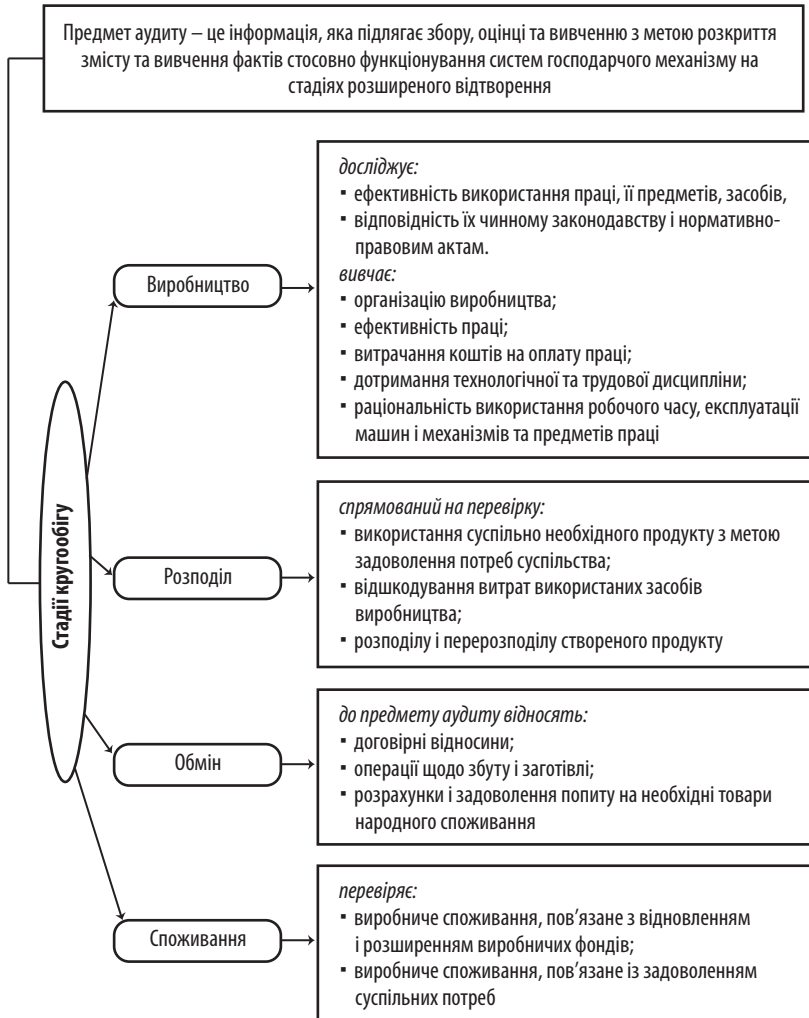 Предмет аудиту – це інформація, яка підлягає збору, оцінці та вивченню з метою розкриття
змісту та вивчення фактів стосовно функціонування систем господарчого механізму на
стадіях розширеного відтворення
Стадії кругообігу
Виробництво
досліджує:
▪ ефективність використання праці, її предметів, засобів,
▪ відповідність їх чинному законодавству і нормативно-
правовим актам.
вивчає:
▪ організацію виробництва;
▪ ефективність праці;
▪ витрачання коштів на оплату праці;
▪ дотримання технологічної та трудової дисципліни;
▪ раціональність використання робочого часу, експлуатації
машин і механізмів та предметів праці
Розподіл
спрямований на перевірку:
▪ використання суспільно необхідного продукту з метою
задоволення потреб суспільства;
▪ відшкодування витрат використаних засобів
виробництва;
▪ розподілу і перерозподілу створеного продукту
Обмін
до предмету аудиту відносять:
▪ договірні відносини;
▪ операції щодо збуту і заготівлі;
▪ розрахунки і задоволення попиту на необхідні товари
народного споживання
Споживання
перевіряє:
▪ виробниче споживання, пов’язане з відновленням
і розширенням виробничих фондів;
▪ виробниче споживання, пов’язане із задоволенням
суспільних потреб